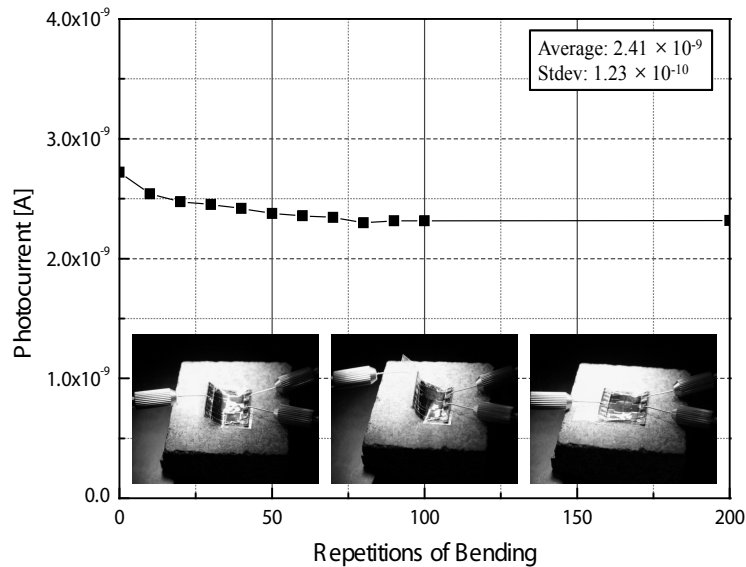 4.0x10-9
3.0x10-9
2.0x10-9
1.0x10-9
0.0
Photocurrent [A]
Average: 2.41 × 10-9
Stdev: 1.23 × 10-10
0
50
100
150
200
Repetitions of Bending